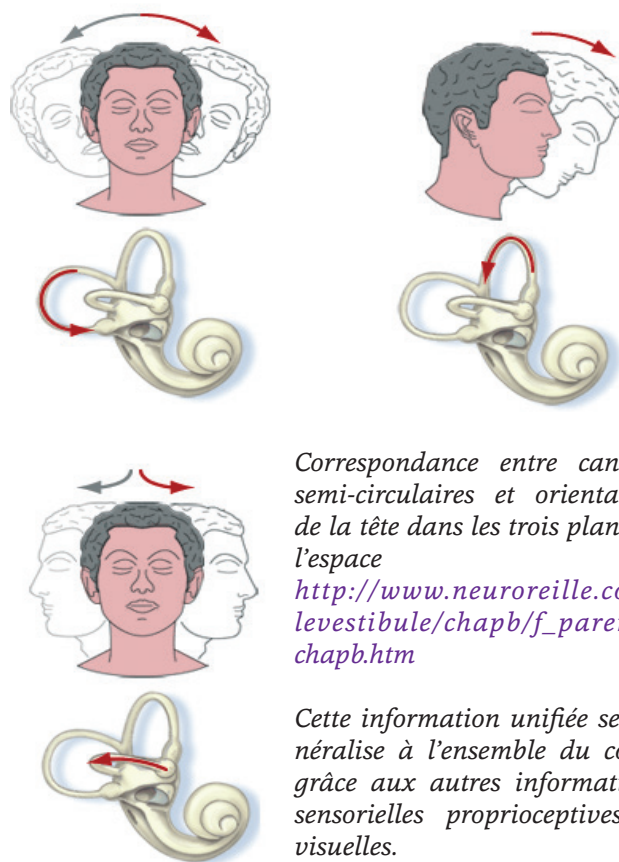 Correspondance entre can
semi-circulaires et orienta
de la tête dans les trois plan
l'espace
http://www.neuroreille.co
levestibule/chapb/f_pare
chapb.htm
Cette information unifiée se
néralise à l'ensemble du co
grâce aux autres informati
sensorielles proprioceptives
visuelles.